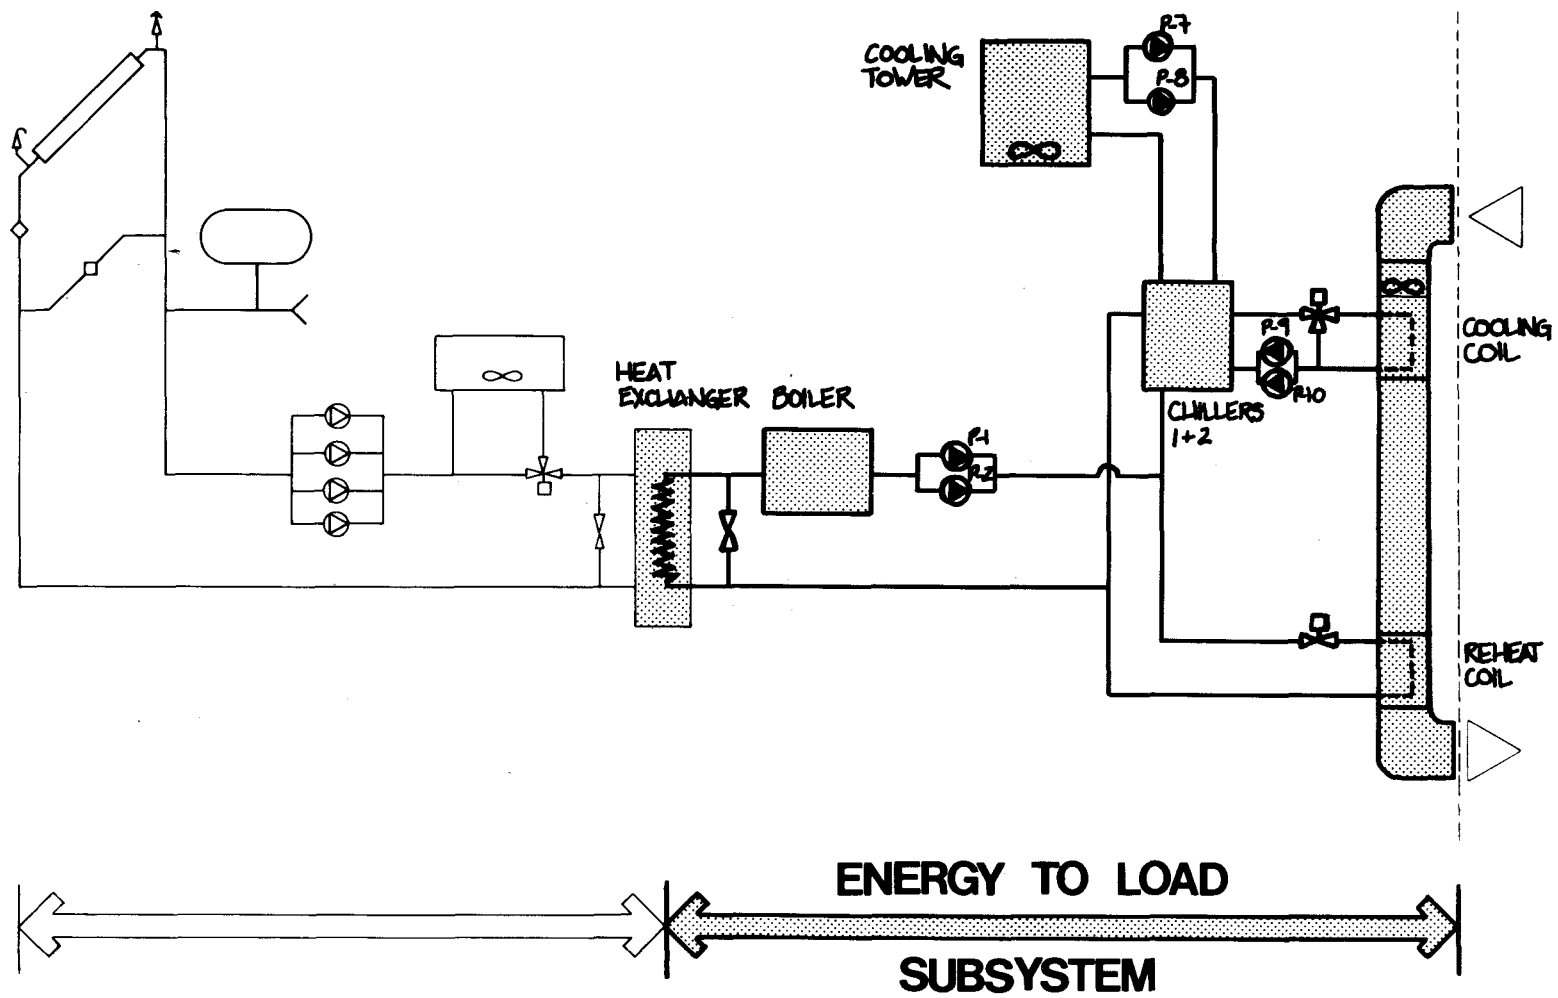 P-7
COOLING
TOWER
P-8
COOLING
COIL
P-9
P-10
HEAT
EXCHANGER
BOILER
CHILLERS
1+2
P-1
P-2
REHEAT
COIL
ENERGY TO LOAD
SUBSYSTEM